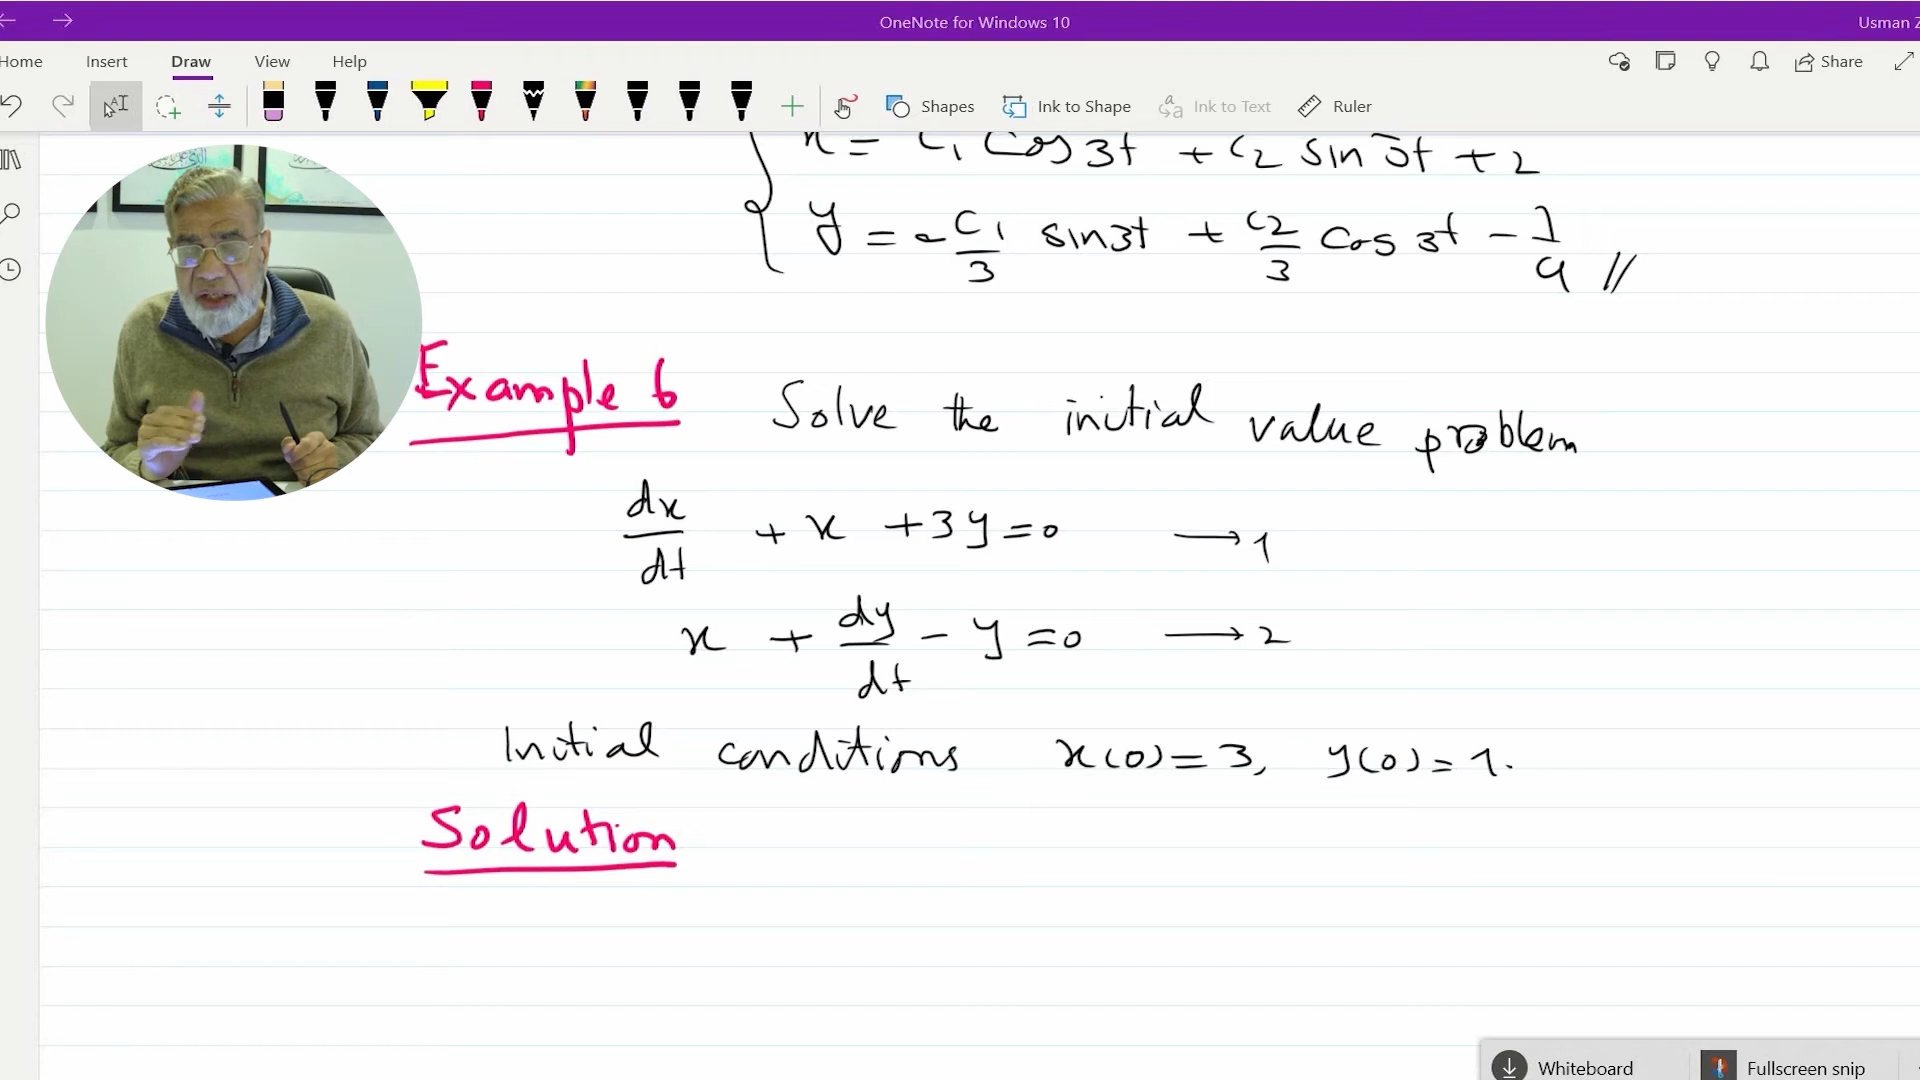 OneNote for Windows 10
Usman Z
Home Insert Draw View Help
Share
Shapes Ink to Shape Ink to Text Ruler
x = c₁ Cos 3t + c₂ Sin 3t + 2
y = - c₁/3 sin3t + c₂/3 Cos 3t - 7/9 //
Example 6 Solve the initial value problem
dx/dt + x + 3y = 0 → 1
x + dy/dt - y = 0 → 2
Initial conditions x(0) = 3, y(0) = 1.
Solution
Whiteboard Fullscreen snip